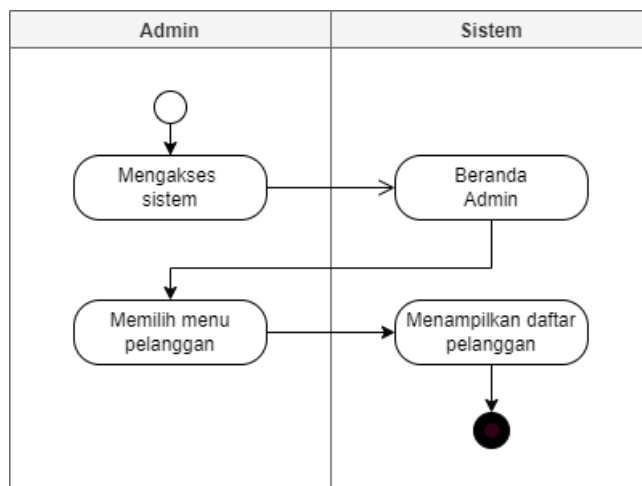 Admin
Sistem
Mengakses
sistem
Beranda
Admin
Memilih menu
pelanggan
Menampilkan daftar
pelanggan